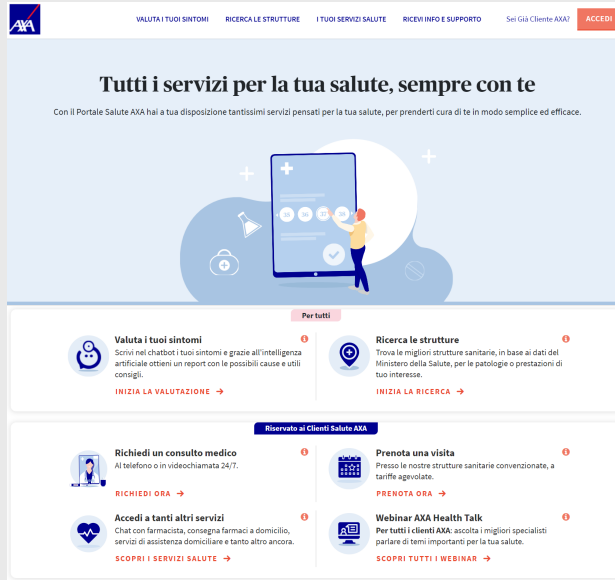 AXA
VALUTA I TUOI SINTOMI
RICERCA LE STRUTTURE
I TUOI SERVIZI SALUTE
RICEVI INFO E SUPPORTO
Sei Già Cliente AXA?
ACCEDI
Tutti i servizi per la tua salute, sempre con te
Con il Portale Salute AXA hai a tua disposizione tantissimi servizi pensati per la tua salute, per prenderti cura di te in modo semplice ed efficace.
35 36 37 38
Per tutti
Valuta i tuoi sintomi
Scrivi nel chatbot i tuoi sintomi e grazie all'intelligenza
artificiale ottieni un report con le possibili cause e utili
consigli.
INIZIA LA VALUTAZIONE →
Ricerca le strutture
Trova le migliori strutture sanitarie, in base ai dati del
Ministero della Salute, per le patologie o prestazioni di
tuo interesse.
INIZIA LA RICERCA →
Riservato ai Clienti Salute AXA
Richiedi un consulto medico
Al telefono o in videochiamata 24/7.
RICHIEDI ORA →
Prenota una visita
Presso le nostre strutture sanitarie convenzionate, a
tariffe agevolate.
PRENOTA ORA →
Accedi a tanti altri servizi
Chat con farmacista, consegna farmaci a domicilio,
servizi di assistenza domiciliare e tanto altro ancora.
SCOPRI I SERVIZI SALUTE →
Webinar AXA Health Talk
Per tutti i clienti AXA: ascolta i migliori specialisti
parlare di temi importanti per la tua salute.
SCOPRI TUTTI I WEBINAR →